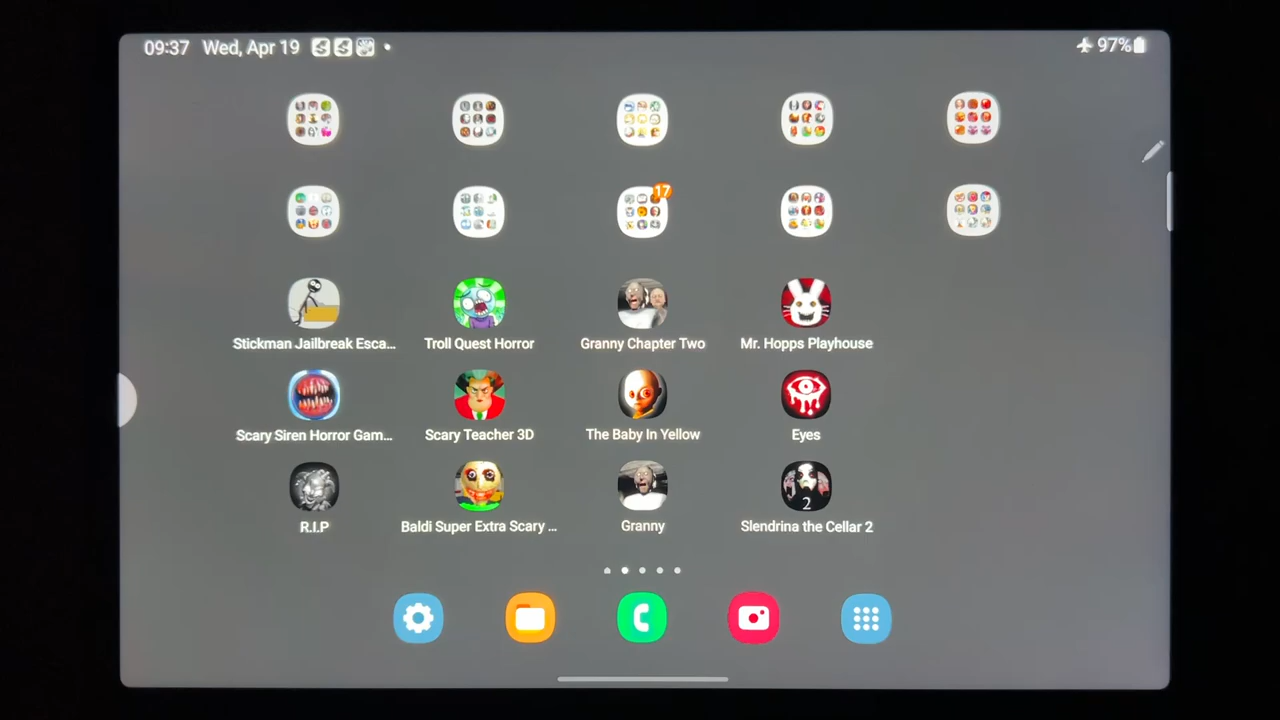 09:37 Wed, Apr 19 97%
17
Stickman Jailbreak Esca... Troll Quest Horror Granny Chapter Two Mr. Hopps Playhouse
Scary Siren Horror Gam... Scary Teacher 3D The Baby In Yellow Eyes
R.I.P Baldi Super Extra Scary ... Granny 2 Slendrina the Cellar 2